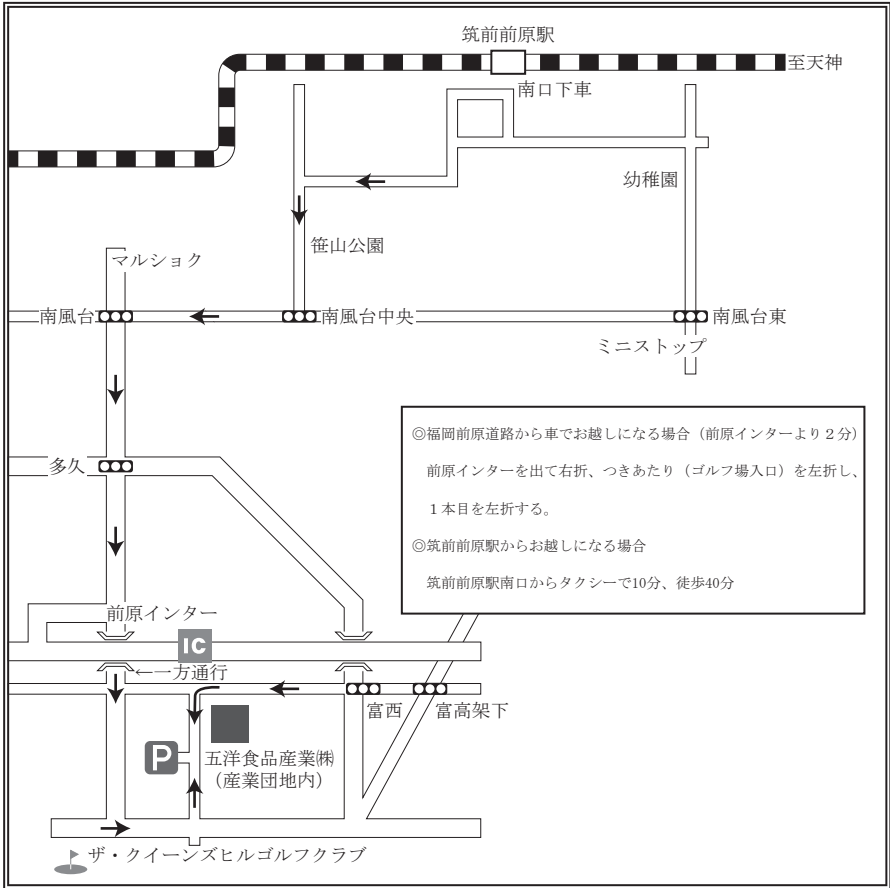 筑前前原駅
至天神
南口下車
幼稚園
笹山公園
マルショク
南風台
南風台中央
南風台東
ミニストップ
◎福岡前原道路から車でお越しになる場合（前原インターより２分）
前原インターを出て右折、つきあたり（ゴルフ場入口）を左折し、
１本目を左折する。
◎筑前前原駅からお越しになる場合
筑前前原駅南口からタクシーで10分、徒歩40分
多久
前原インター
IC
←一方通行
富西
富高架下
P
五洋食品産業㈱
（産業団地内）
ザ・クイーンズヒルゴルフクラブ